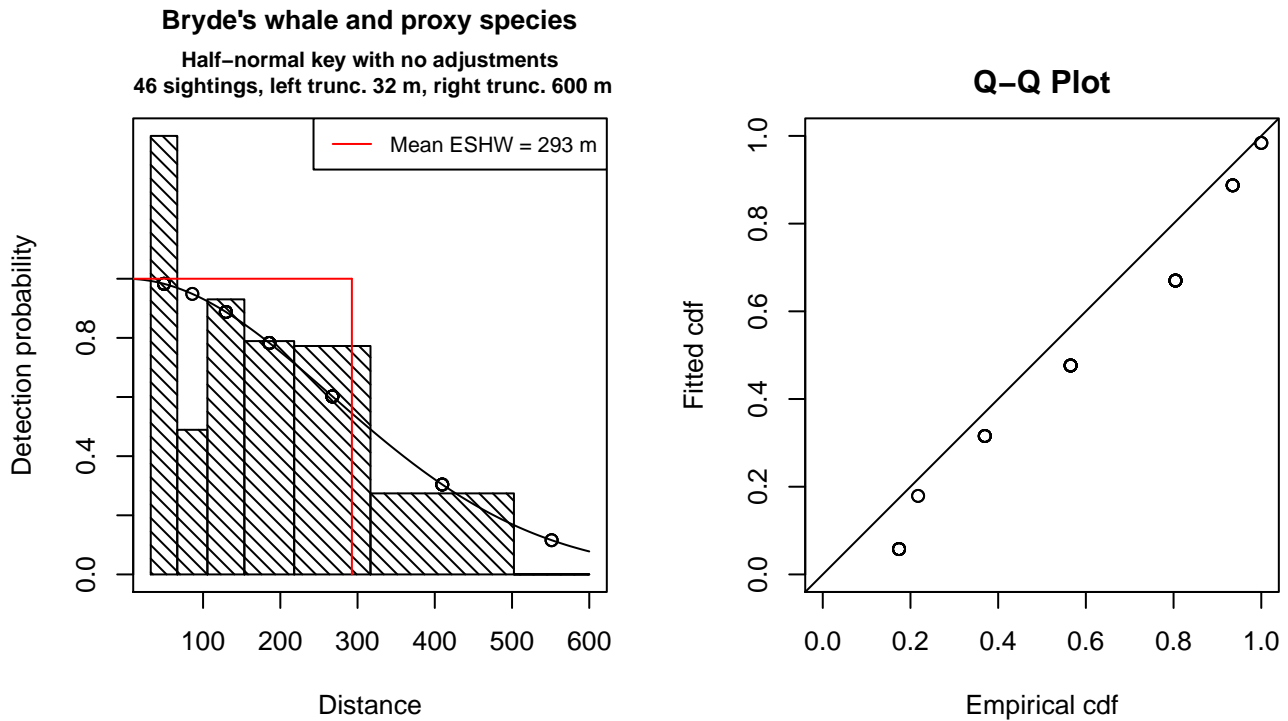 Bryde's whale and proxy species
Half−normal key with no adjustments
46 sightings, left trunc. 32 m, right trunc. 600 m
Mean ESHW = 293 m
Detection probability
0.0
0.4
0.8
100 200 300 400 500 600
Distance
Q−Q Plot
Fitted cdf
0.0
0.2
0.4
0.6
0.8
1.0
0.0 0.2 0.4 0.6 0.8 1.0
Empirical cdf